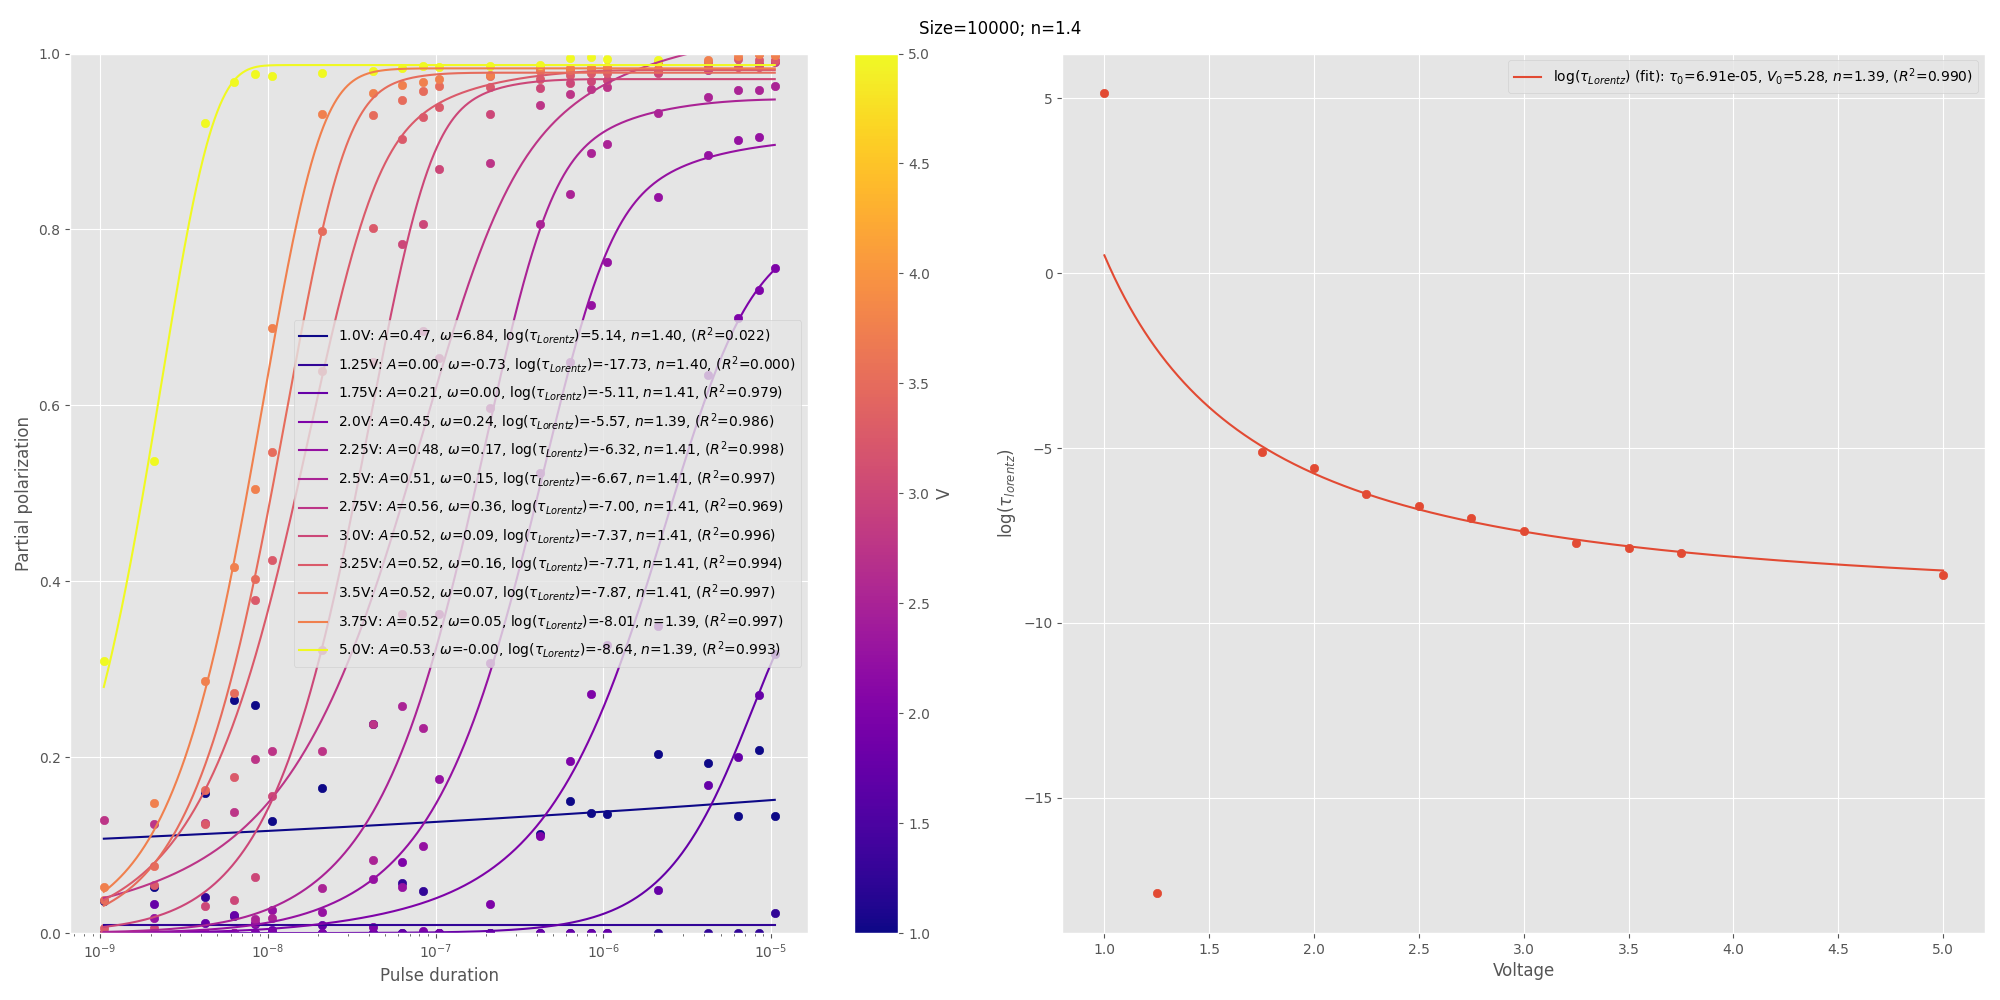 Size=10000; n=1.4
Partial polarization
1.0
0.8
0.6
0.4
0.2
0.0
1.0V: A=0.47, ω=6.84, log(τ_Lorentz)=5.14, n=1.40, (R²=0.022)
1.25V: A=0.00, ω=-0.73, log(τ_Lorentz)=-17.73, n=1.40, (R²=0.000)
1.75V: A=0.21, ω=0.00, log(τ_Lorentz)=-5.11, n=1.41, (R²=0.979)
2.0V: A=0.45, ω=0.24, log(τ_Lorentz)=-5.57, n=1.39, (R²=0.986)
2.25V: A=0.48, ω=0.17, log(τ_Lorentz)=-6.32, n=1.41, (R²=0.998)
2.5V: A=0.51, ω=0.15, log(τ_Lorentz)=-6.67, n=1.41, (R²=0.997)
2.75V: A=0.56, ω=0.36, log(τ_Lorentz)=-7.00, n=1.41, (R²=0.969)
3.0V: A=0.52, ω=0.09, log(τ_Lorentz)=-7.37, n=1.41, (R²=0.996)
3.25V: A=0.52, ω=0.16, log(τ_Lorentz)=-7.71, n=1.41, (R²=0.994)
3.5V: A=0.52, ω=0.07, log(τ_Lorentz)=-7.87, n=1.41, (R²=0.997)
3.75V: A=0.52, ω=0.05, log(τ_Lorentz)=-8.01, n=1.39, (R²=0.997)
5.0V: A=0.53, ω=-0.00, log(τ_Lorentz)=-8.64, n=1.39, (R²=0.993)
10⁻⁹ 10⁻⁸ 10⁻⁷ 10⁻⁶ 10⁻⁵
Pulse duration
5.0
4.5
4.0
3.5
3.0
2.5
2.0
1.5
1.0
V
log(τ_lorentz)
5
0
−5
−10
−15
log(τ_Lorentz) (fit): τ₀=6.91e-05, V₀=5.28, n=1.39, (R²=0.990)
1.0 1.5 2.0 2.5 3.0 3.5 4.0 4.5 5.0
Voltage